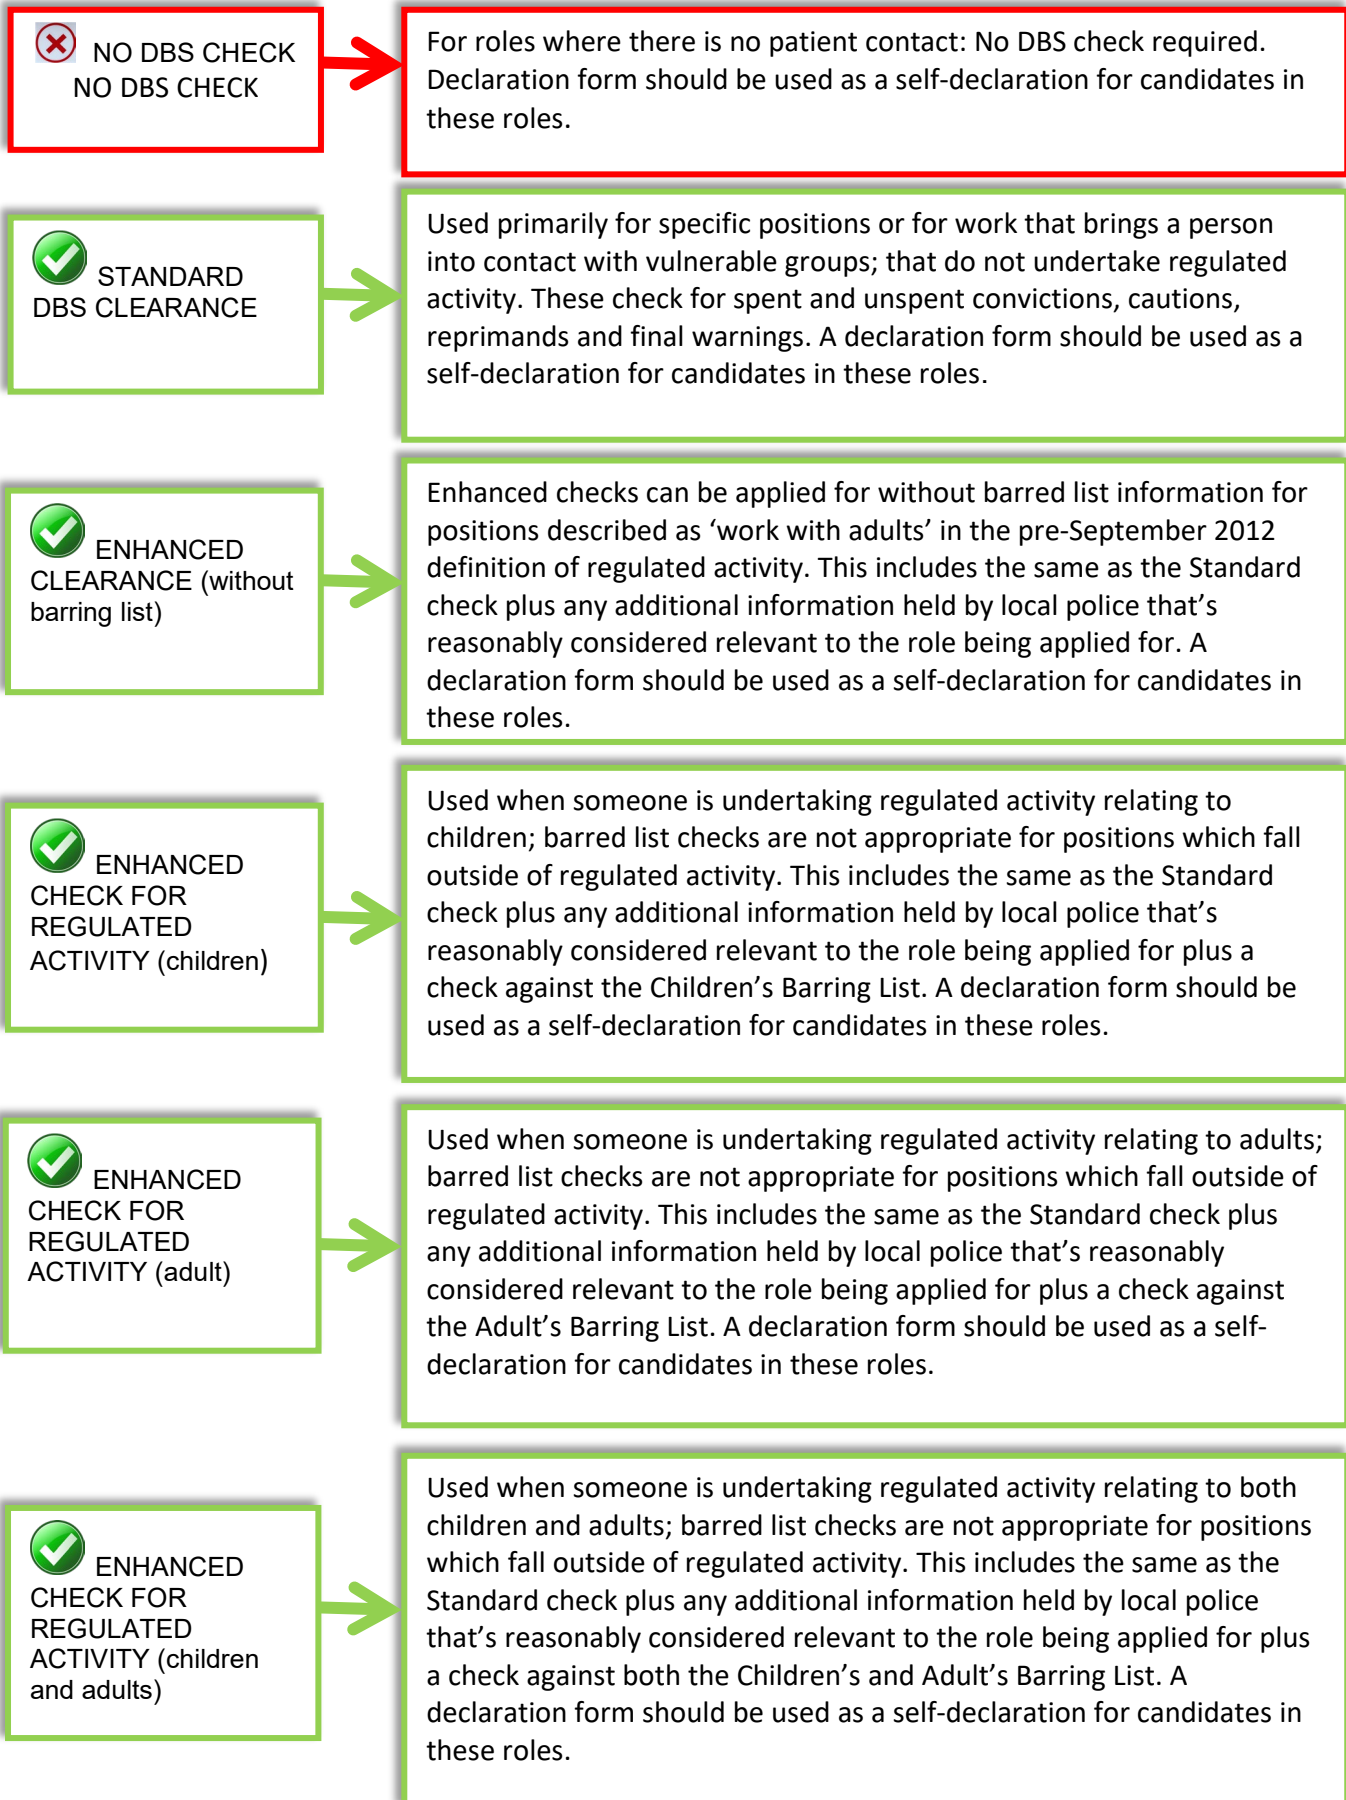 NO DBS CHECK
NO DBS CHECK
For roles where there is no patient contact: No DBS check required.
Declaration form should be used as a self-declaration for candidates in
these roles.
STANDARD
DBS CLEARANCE
Used primarily for specific positions or for work that brings a person
into contact with vulnerable groups; that do not undertake regulated
activity. These check for spent and unspent convictions, cautions,
reprimands and final warnings. A declaration form should be used as a
self-declaration for candidates in these roles.
ENHANCED
CLEARANCE (without
barring list)
Enhanced checks can be applied for without barred list information for
positions described as ‘work with adults’ in the pre-September 2012
definition of regulated activity. This includes the same as the Standard
check plus any additional information held by local police that’s
reasonably considered relevant to the role being applied for. A
declaration form should be used as a self-declaration for candidates in
these roles.
ENHANCED
CHECK FOR
REGULATED
ACTIVITY (children)
Used when someone is undertaking regulated activity relating to
children; barred list checks are not appropriate for positions which fall
outside of regulated activity. This includes the same as the Standard
check plus any additional information held by local police that’s
reasonably considered relevant to the role being applied for plus a
check against the Children’s Barring List. A declaration form should be
used as a self-declaration for candidates in these roles.
ENHANCED
CHECK FOR
REGULATED
ACTIVITY (adult)
Used when someone is undertaking regulated activity relating to adults;
barred list checks are not appropriate for positions which fall outside of
regulated activity. This includes the same as the Standard check plus
any additional information held by local police that’s reasonably
considered relevant to the role being applied for plus a check against
the Adult’s Barring List. A declaration form should be used as a self-
declaration for candidates in these roles.
ENHANCED
CHECK FOR
REGULATED
ACTIVITY (children
and adults)
Used when someone is undertaking regulated activity relating to both
children and adults; barred list checks are not appropriate for positions
which fall outside of regulated activity. This includes the same as the
Standard check plus any additional information held by local police
that’s reasonably considered relevant to the role being applied for plus
a check against both the Children’s and Adult’s Barring List. A
declaration form should be used as a self-declaration for candidates in
these roles.